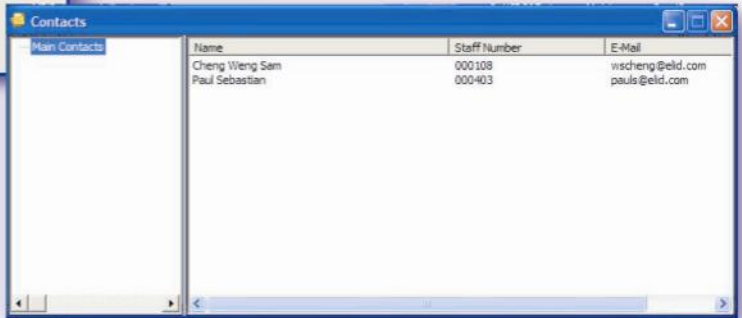 Contacts
Main Contacts
Name Staff Number E-Mail
Cheng Weng Sam 000108 wscheng@elid.com
Paul Sebastian 000403 pauls@elid.com